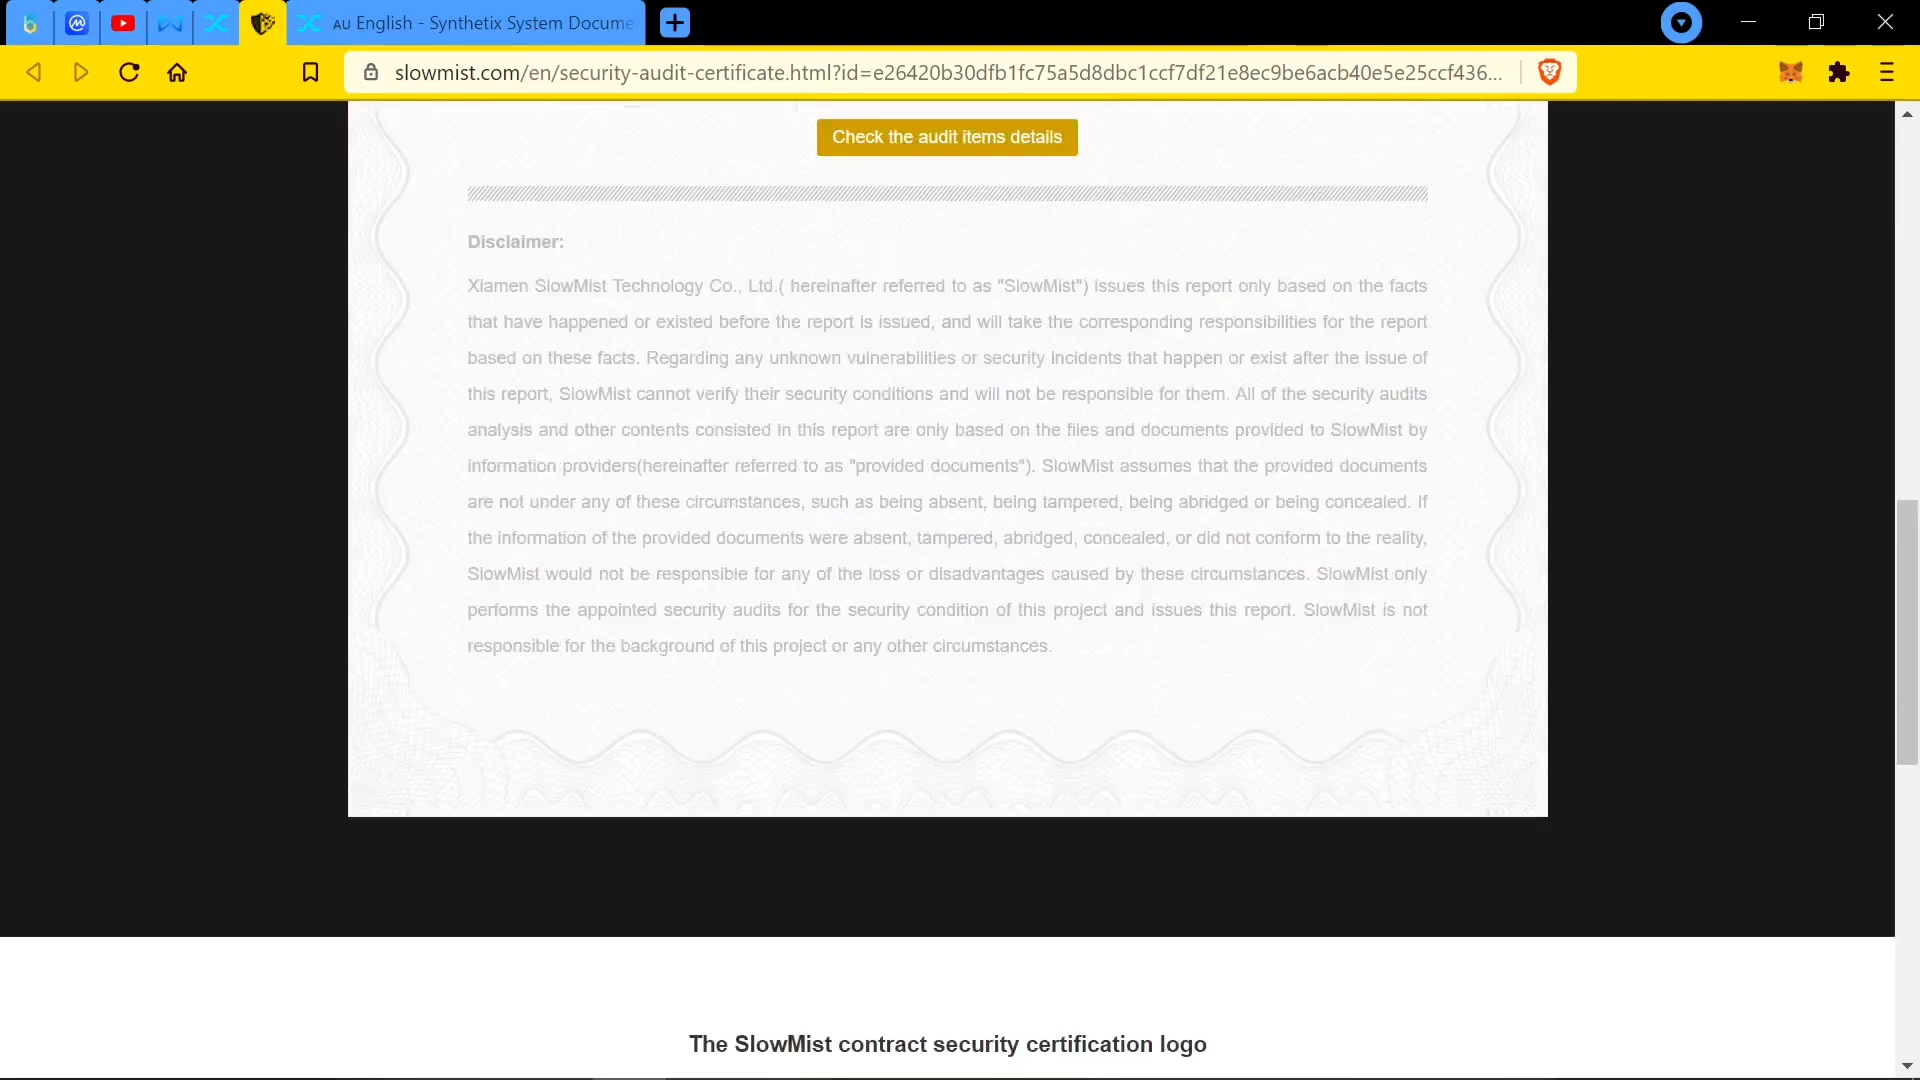 AU English - Synthetix System Docume
slowmist.com/en/security-audit-certificate.html?id=e26420b30dfb1fc75a5d8dbc1ccf7df21e8ec9be6acb40e5e25ccf436...
Check the audit items details
Disclaimer:
Xiamen SlowMist Technology Co., Ltd.( hereinafter referred to as "SlowMist") issues this report only based on the facts
that have happened or existed before the report is issued, and will take the corresponding responsibilities for the report
based on these facts. Regarding any unknown vulnerabilities or security incidents that happen or exist after the issue of
this report, SlowMist cannot verify their security conditions and will not be responsible for them. All of the security audits
analysis and other contents consisted in this report are only based on the files and documents provided to SlowMist by
information providers(hereinafter referred to as "provided documents"). SlowMist assumes that the provided documents
are not under any of these circumstances, such as being absent, being tampered, being abridged or being concealed. If
the information of the provided documents were absent, tampered, abridged, concealed, or did not conform to the reality,
SlowMist would not be responsible for any of the loss or disadvantages caused by these circumstances. SlowMist only
performs the appointed security audits for the security condition of this project and issues this report. SlowMist is not
responsible for the background of this project or any other circumstances.
The SlowMist contract security certification logo